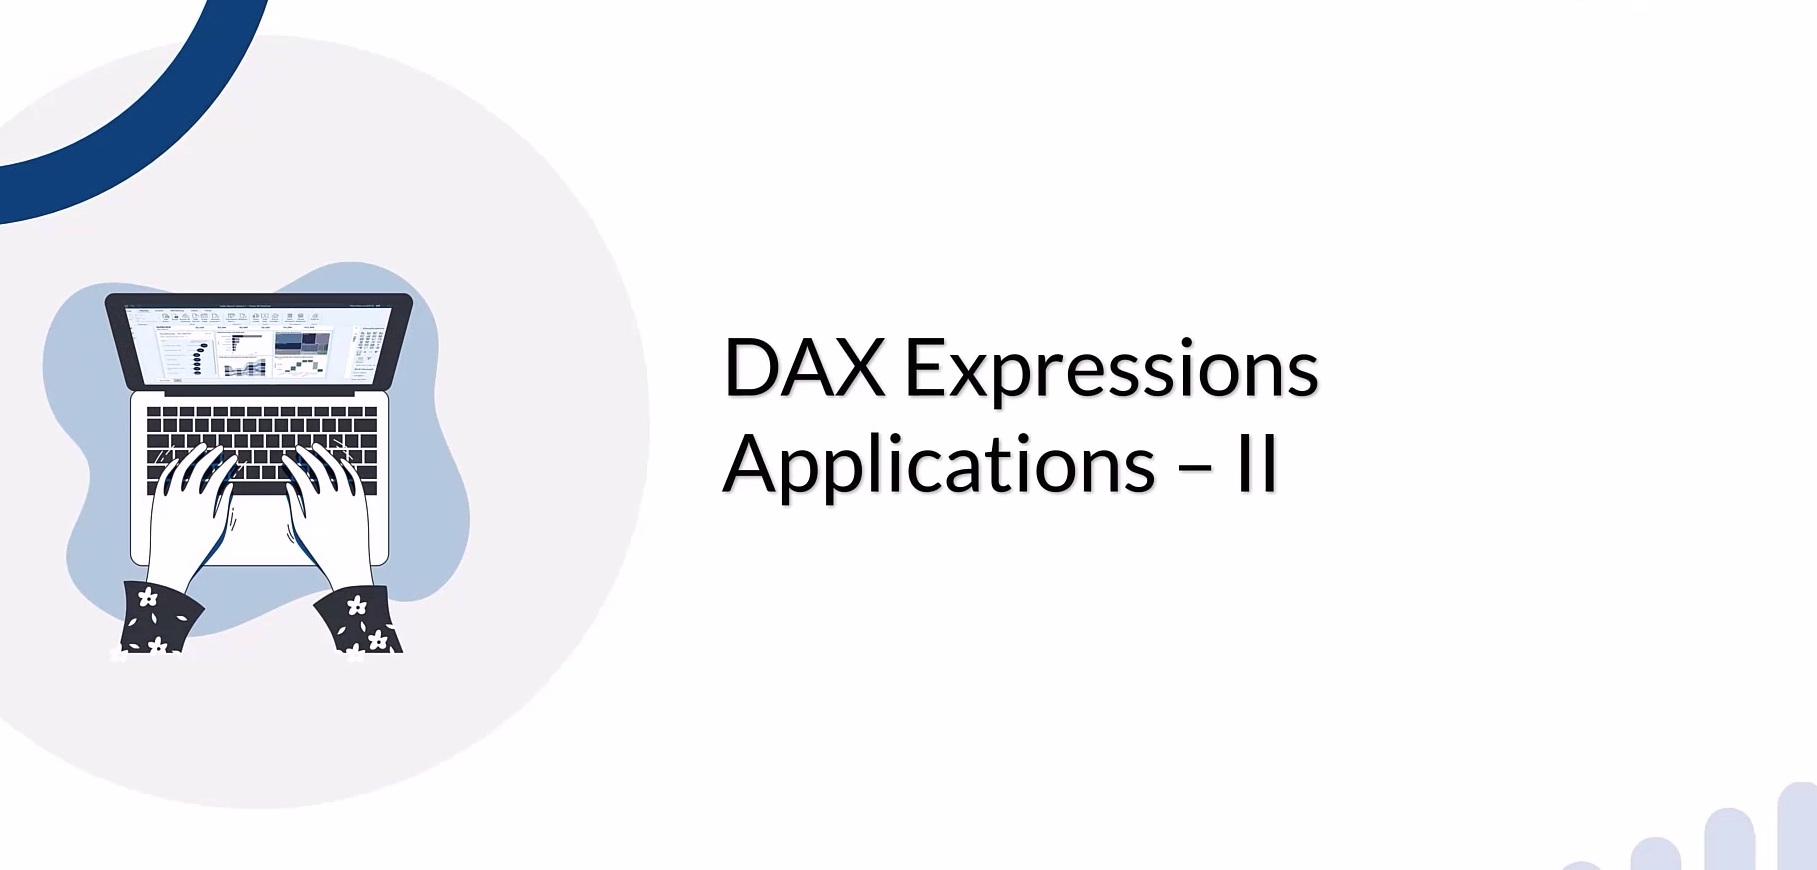 DAX Expressions
Applications – II